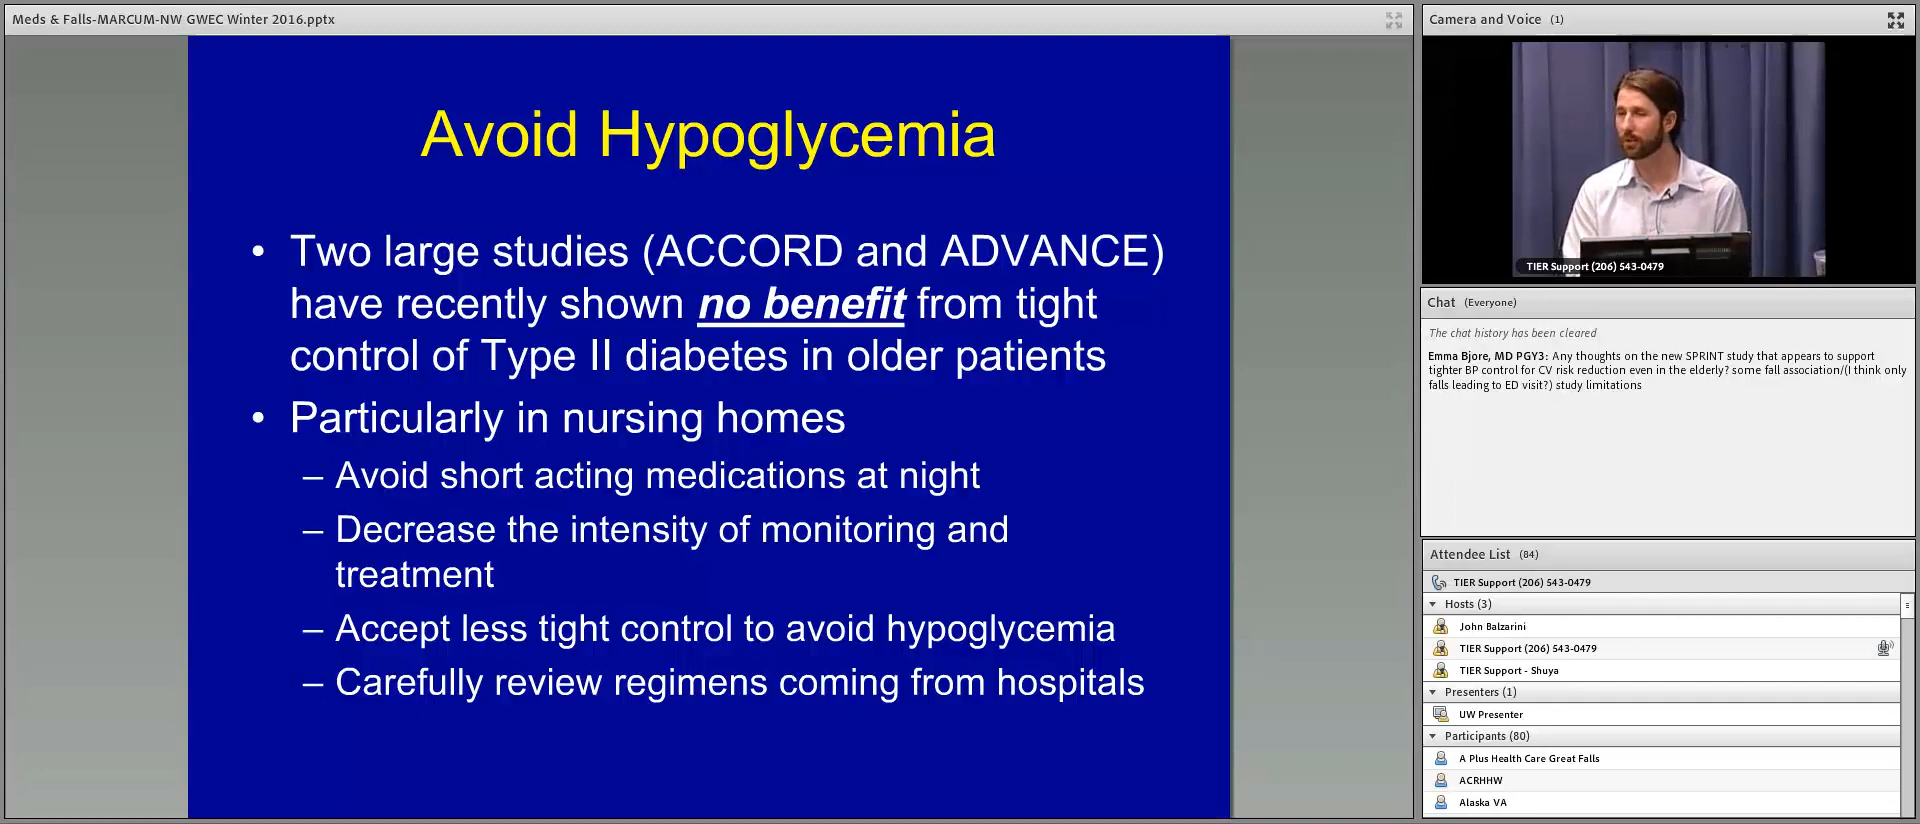 Meds & Falls-MARCUM-NW GWEC Winter 2016.pptx
Avoid Hypoglycemia
• Two large studies (ACCORD and ADVANCE)
have recently shown no benefit from tight
control of Type II diabetes in older patients
• Particularly in nursing homes
– Avoid short acting medications at night
– Decrease the intensity of monitoring and
treatment
– Accept less tight control to avoid hypoglycemia
– Carefully review regimens coming from hospitals
Camera and Voice (1)
TIER Support (206) 543-0479
Chat (Everyone)
The chat history has been cleared
Emma Bjore, MD PGY3: Any thoughts on the new SPRINT study that appears to support
tighter BP control for CV risk reduction even in the elderly? some fall association/(I think only
falls leading to ED visit?) study limitations
Attendee List (84)
TIER Support (206) 543-0479
Hosts (3)
John Balzarini
TIER Support (206) 543-0479
TIER Support - Shuya
Presenters (1)
UW Presenter
Participants (80)
A Plus Health Care Great Falls
ACRHHW
Alaska VA